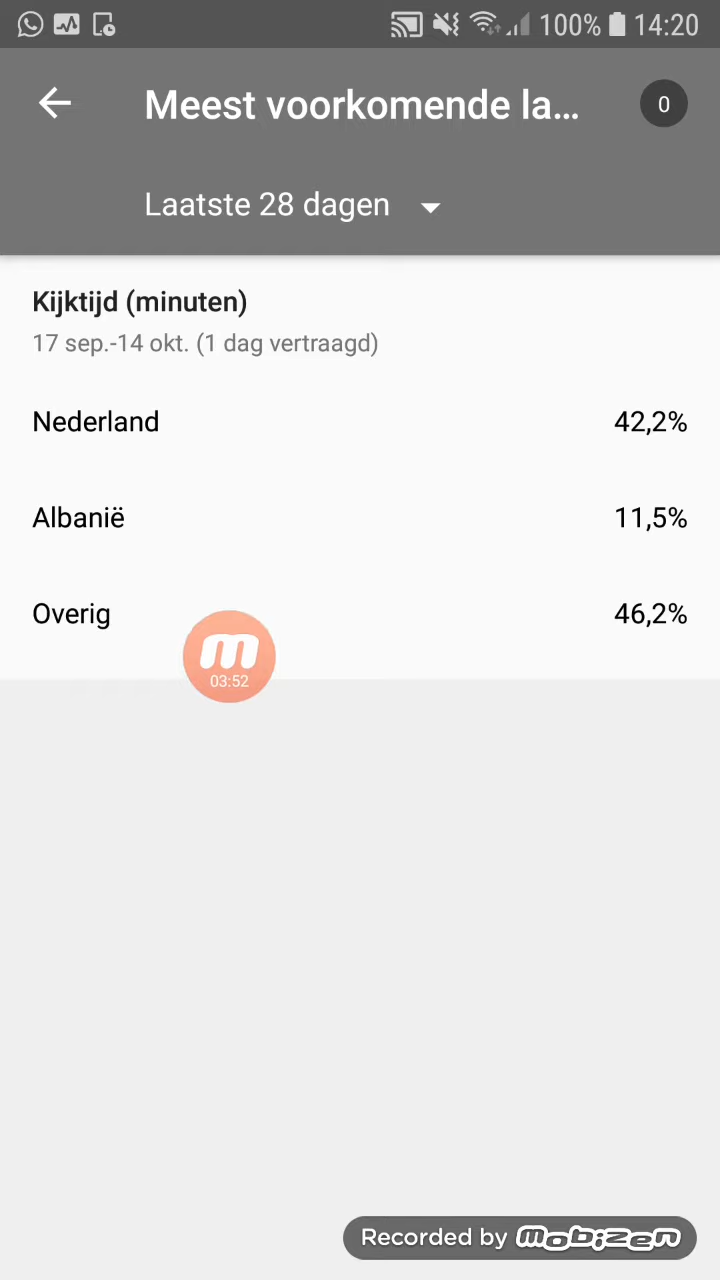 100% 14:20
Meest voorkomende la...
0
Laatste 28 dagen
Kijktijd (minuten)
17 sep.-14 okt. (1 dag vertraagd)
Nederland 42,2%
Albanië 11,5%
Overig 46,2%
m
03:52
Recorded by mobizen